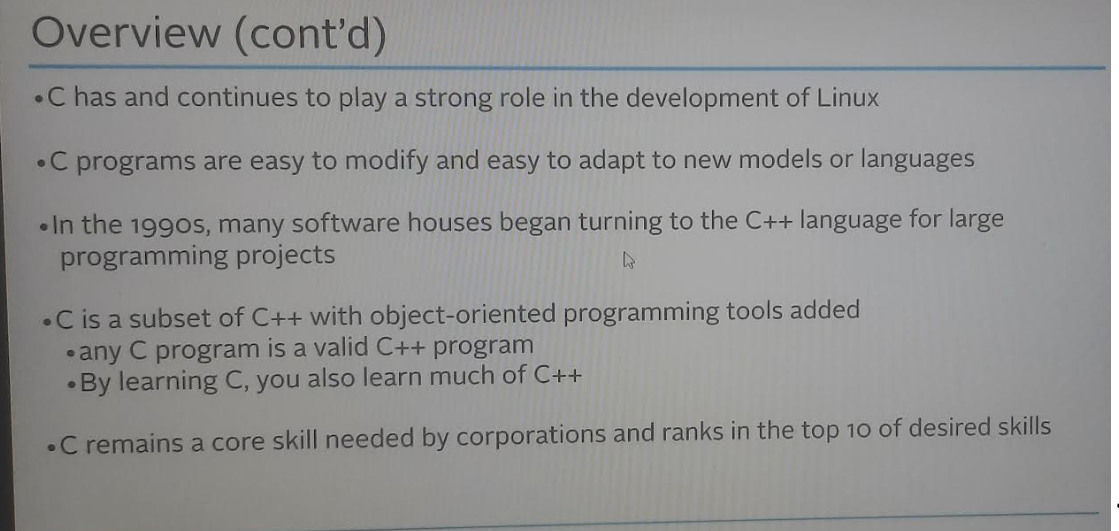 Overview (cont'd)
•C has and continues to play a strong role in the development of Linux
•C programs are easy to modify and easy to adapt to new models or languages
•In the 1990s, many software houses began turning to the C++ language for large
programming projects
•C is a subset of C++ with object-oriented programming tools added
•any C program is a valid C++ program
•By learning C, you also learn much of C++
•C remains a core skill needed by corporations and ranks in the top 10 of desired skills